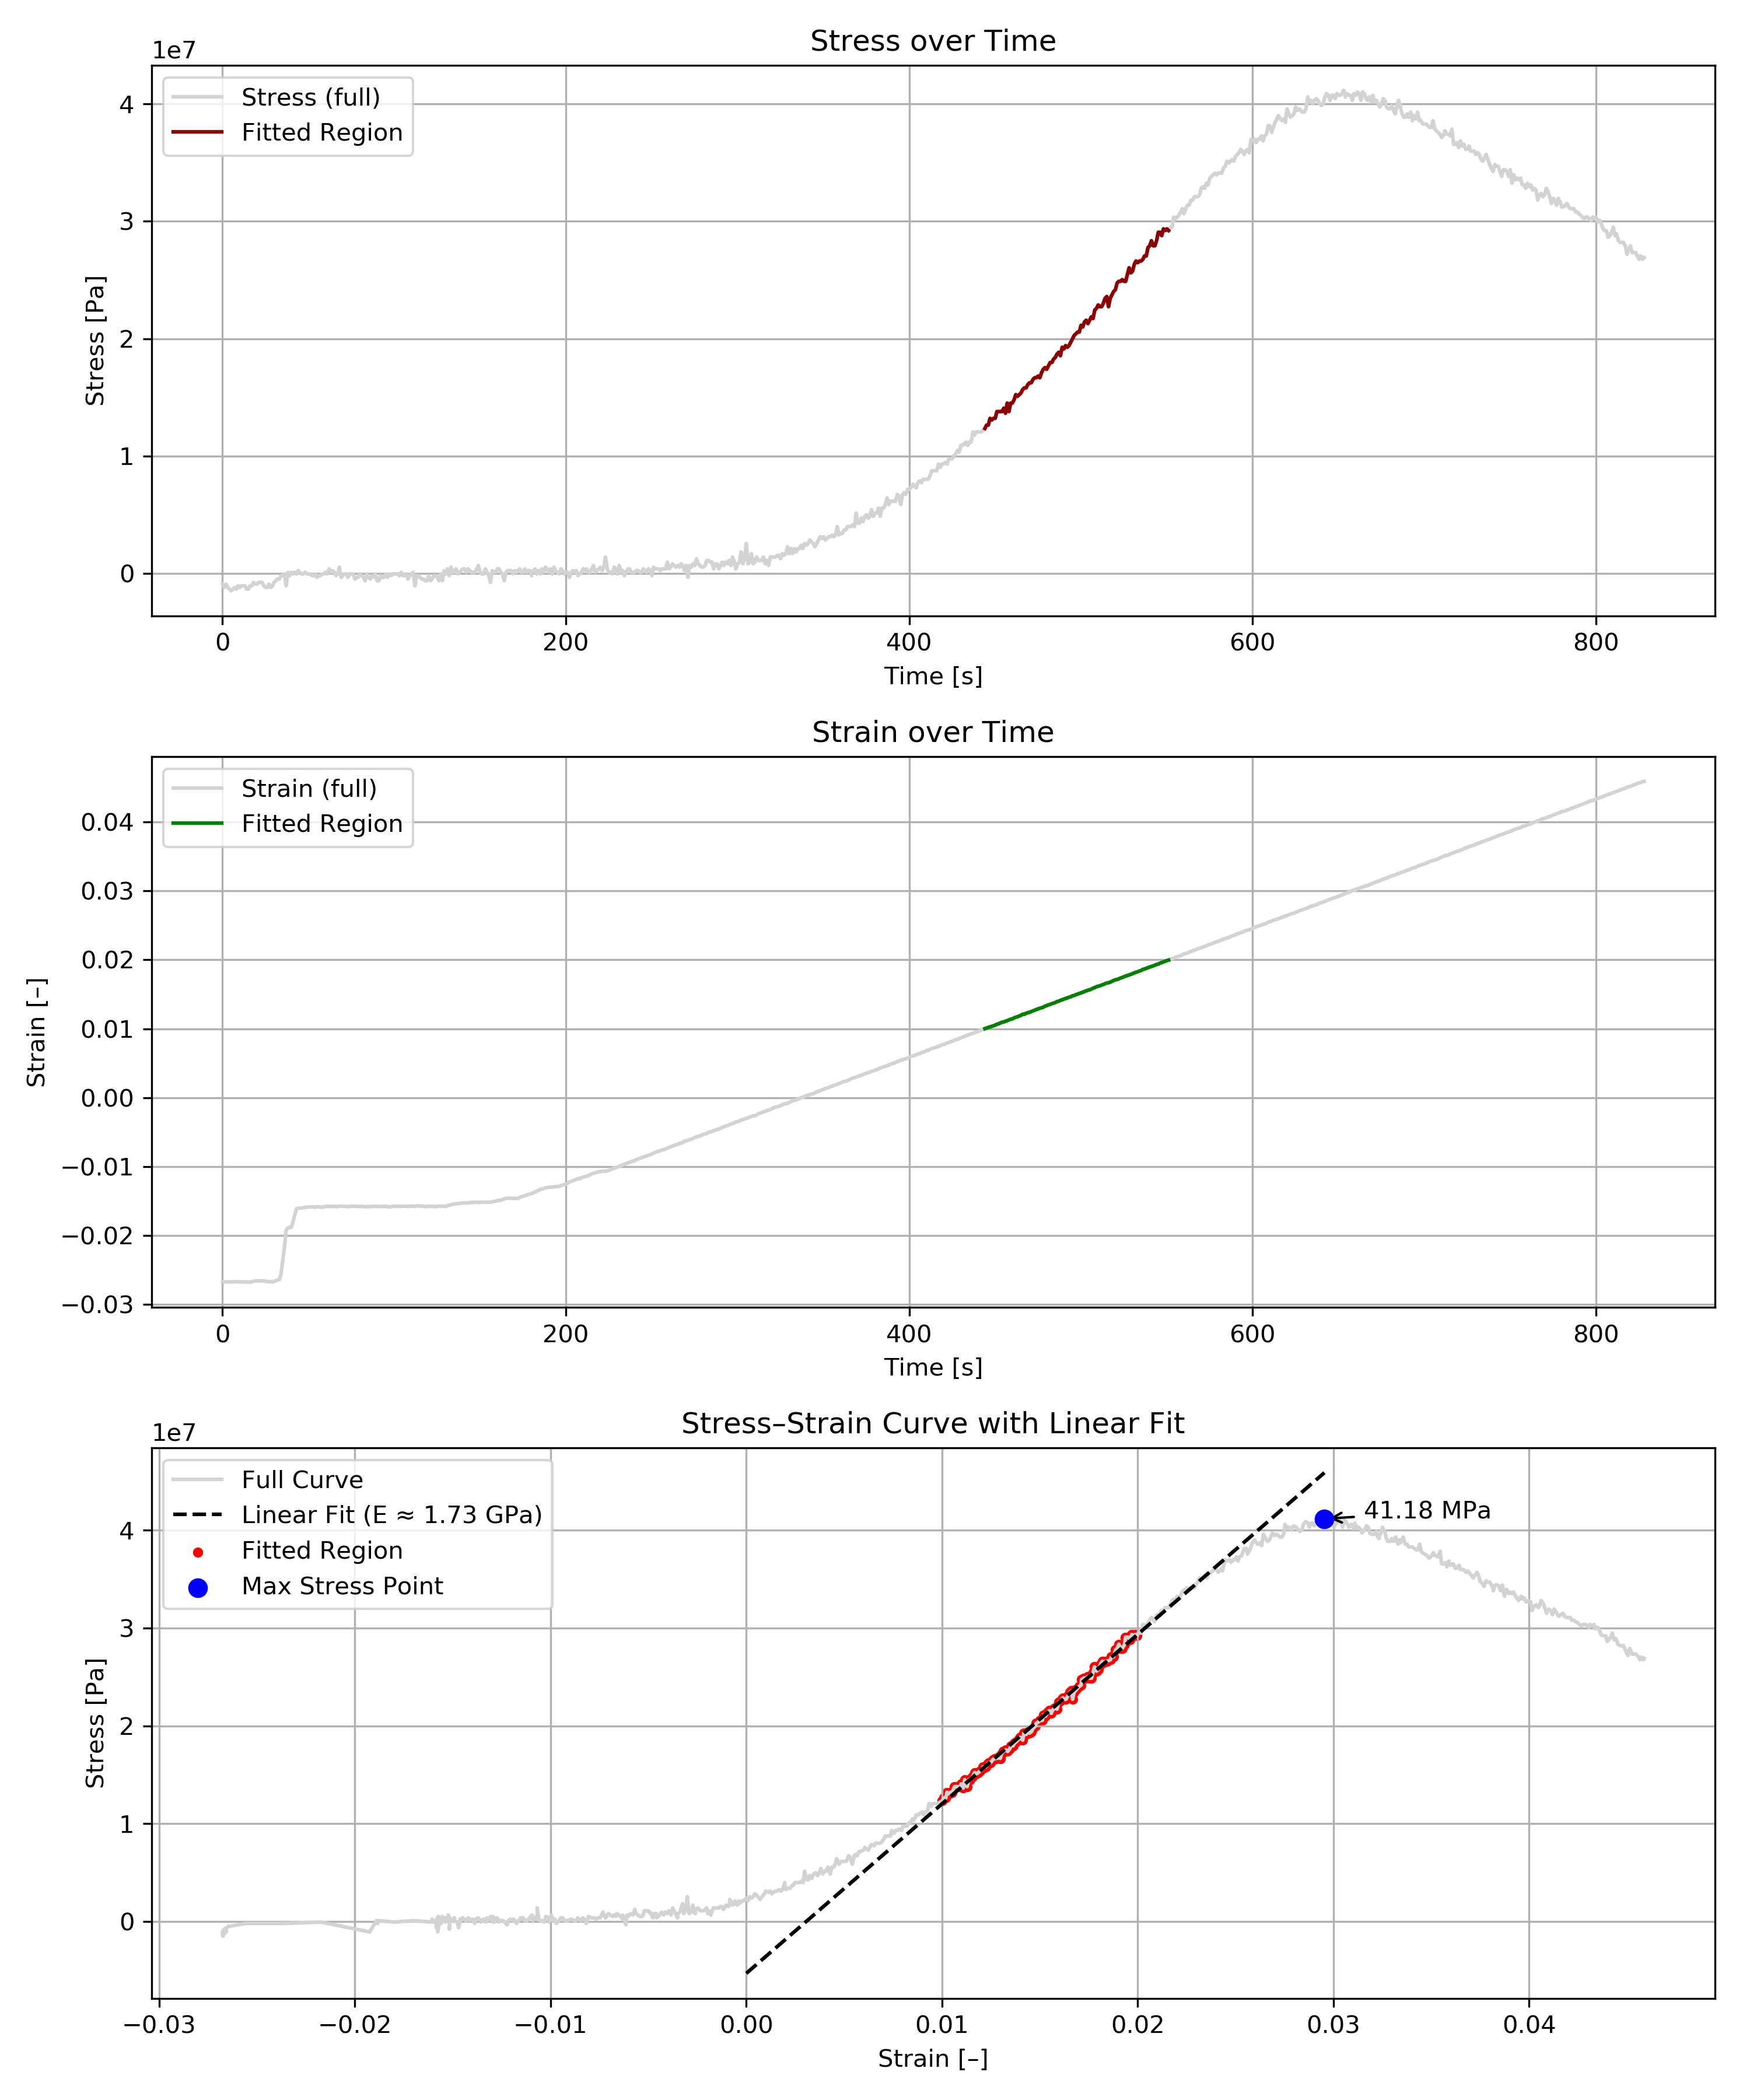 Stress over Time
1e7
Stress (full)
Fitted Region
4
3
2
1
0
Stress [Pa]
0 200 400 600 800
Time [s]
Strain over Time
Strain (full)
Fitted Region
0.04
0.03
0.02
0.01
0.00
−0.01
−0.02
−0.03
Strain [–]
0 200 400 600 800
Time [s]
Stress–Strain Curve with Linear Fit
1e7
Full Curve
Linear Fit (E ≈ 1.73 GPa)
Fitted Region
Max Stress Point
41.18 MPa
4
3
2
1
0
Stress [Pa]
−0.03 −0.02 −0.01 0.00 0.01 0.02 0.03 0.04
Strain [–]